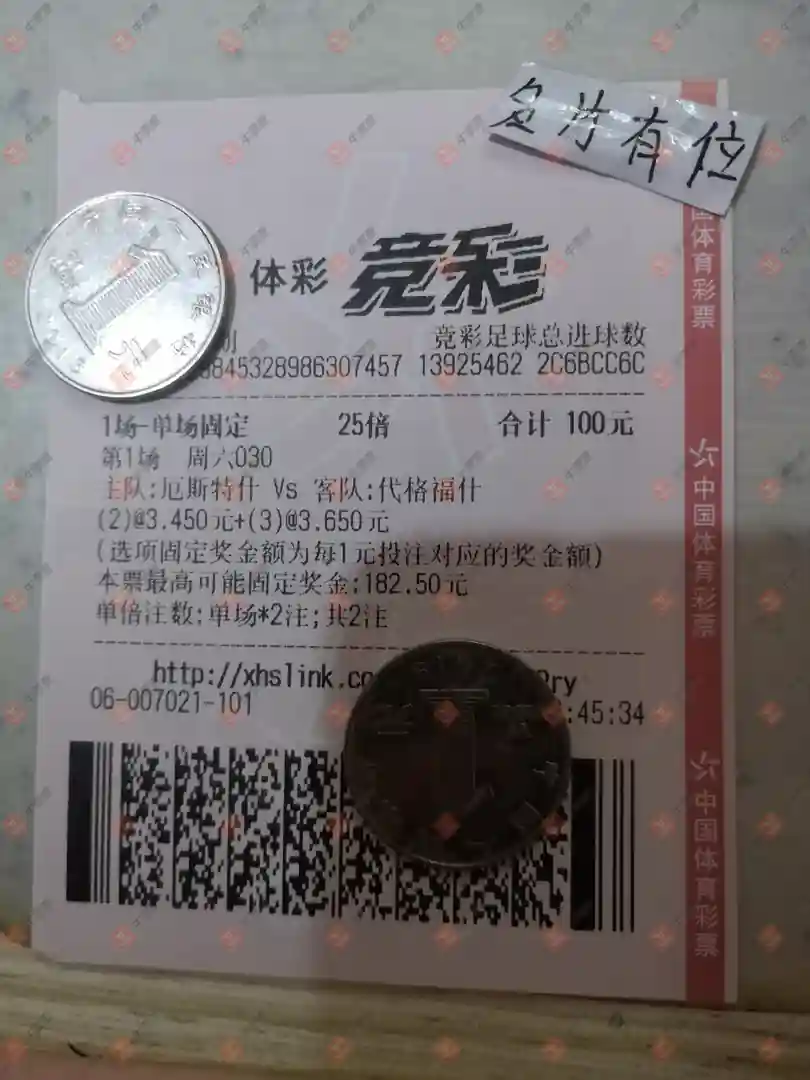 名片有位
体彩 竞彩
竞彩足球总进球数
845328986307457 13925462 2C6BCC6C
1场-单场固定 25倍 合计 100元
第1场 周六030
主队:厄斯特什 Vs 客队:代格福什
(2)@3.450元+(3)@3.650元
(选项固定奖金额为每1元投注对应的奖金额)
本票最高可能固定奖金:182.50元
单倍注数:单场*2注;共2注
http://xhslink.co
06-007021-101 :45:34
国体育彩票
中国体育彩票
中国体育彩票